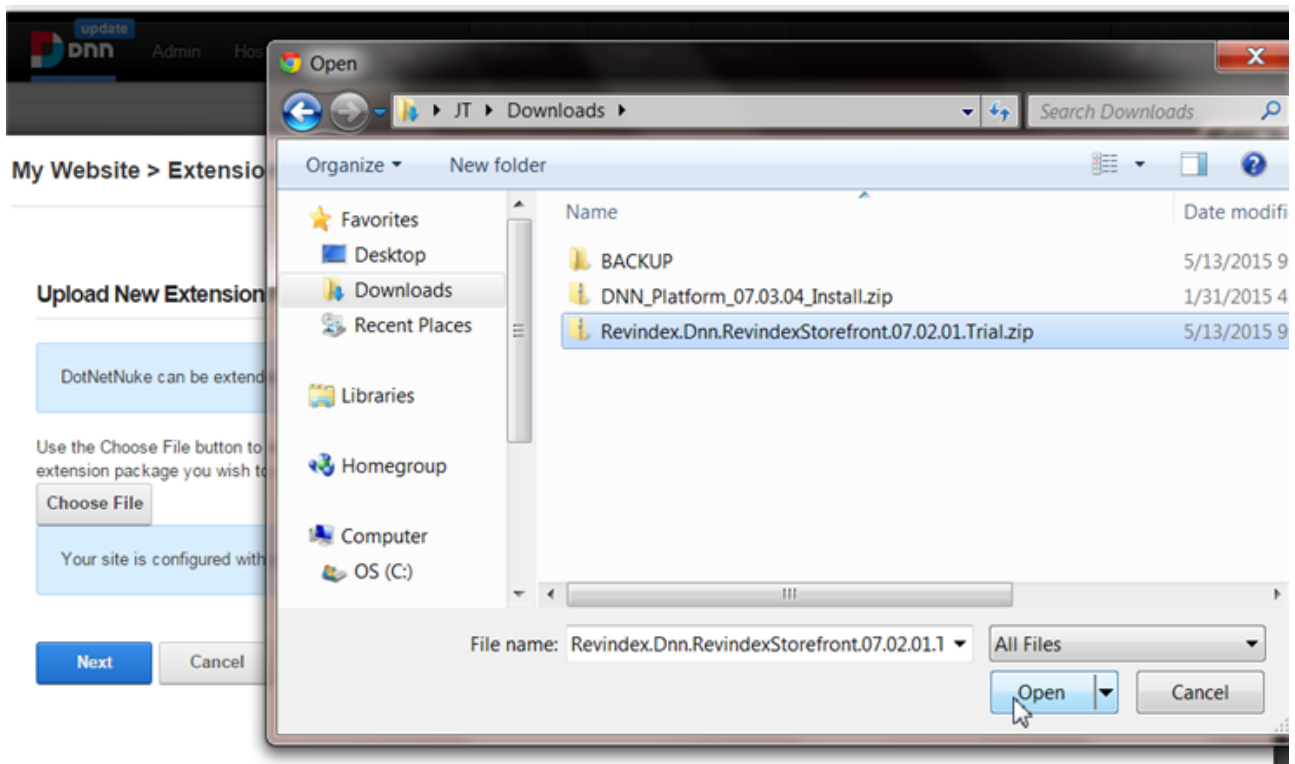 update
DNN Admin Hos
Open
JT Downloads
Search Downloads
My Website > Extensio
Organize New folder
Favorites
Desktop
Downloads
Recent Places
Libraries
Homegroup
Computer
OS (C:)
Name Date modifi
BACKUP 5/13/2015 9
DNN_Platform_07.03.04_Install.zip 1/31/2015 4
Revindex.Dnn.RevindexStorefront.07.02.01.Trial.zip 5/13/2015 9
Upload New Extension
DotNetNuke can be extend
Use the Choose File button to
extension package you wish to
Choose File
Your site is configured with
Next Cancel
File name: Revindex.Dnn.RevindexStorefront.07.02.01.T All Files
Open Cancel